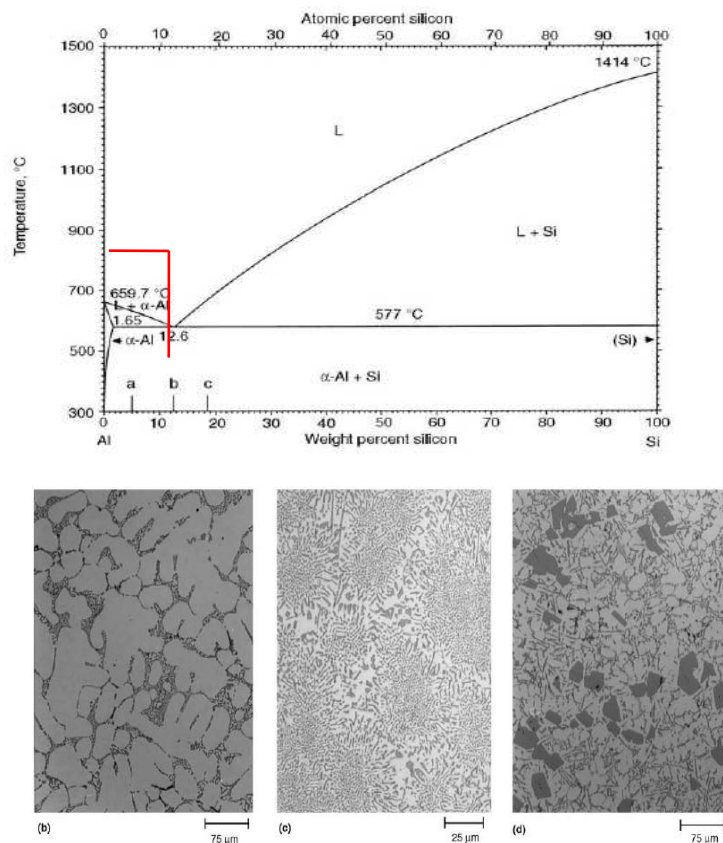 Atomic percent silicon
0 10 20 30 40 50 60 70 80 90 100
1500
1414 °C
1300
L
1100
Temperature, °C
L + Si
900
700
659.7 °C
L + α-Al
577 °C
1.65
12.6
α-Al
(Si)
500
α-Al + Si
a b c
300
0 10 20 30 40 50 60 70 80 90 100
Al Weight percent silicon Si
(b) 75 µm (c) 25 µm (d) 75 µm